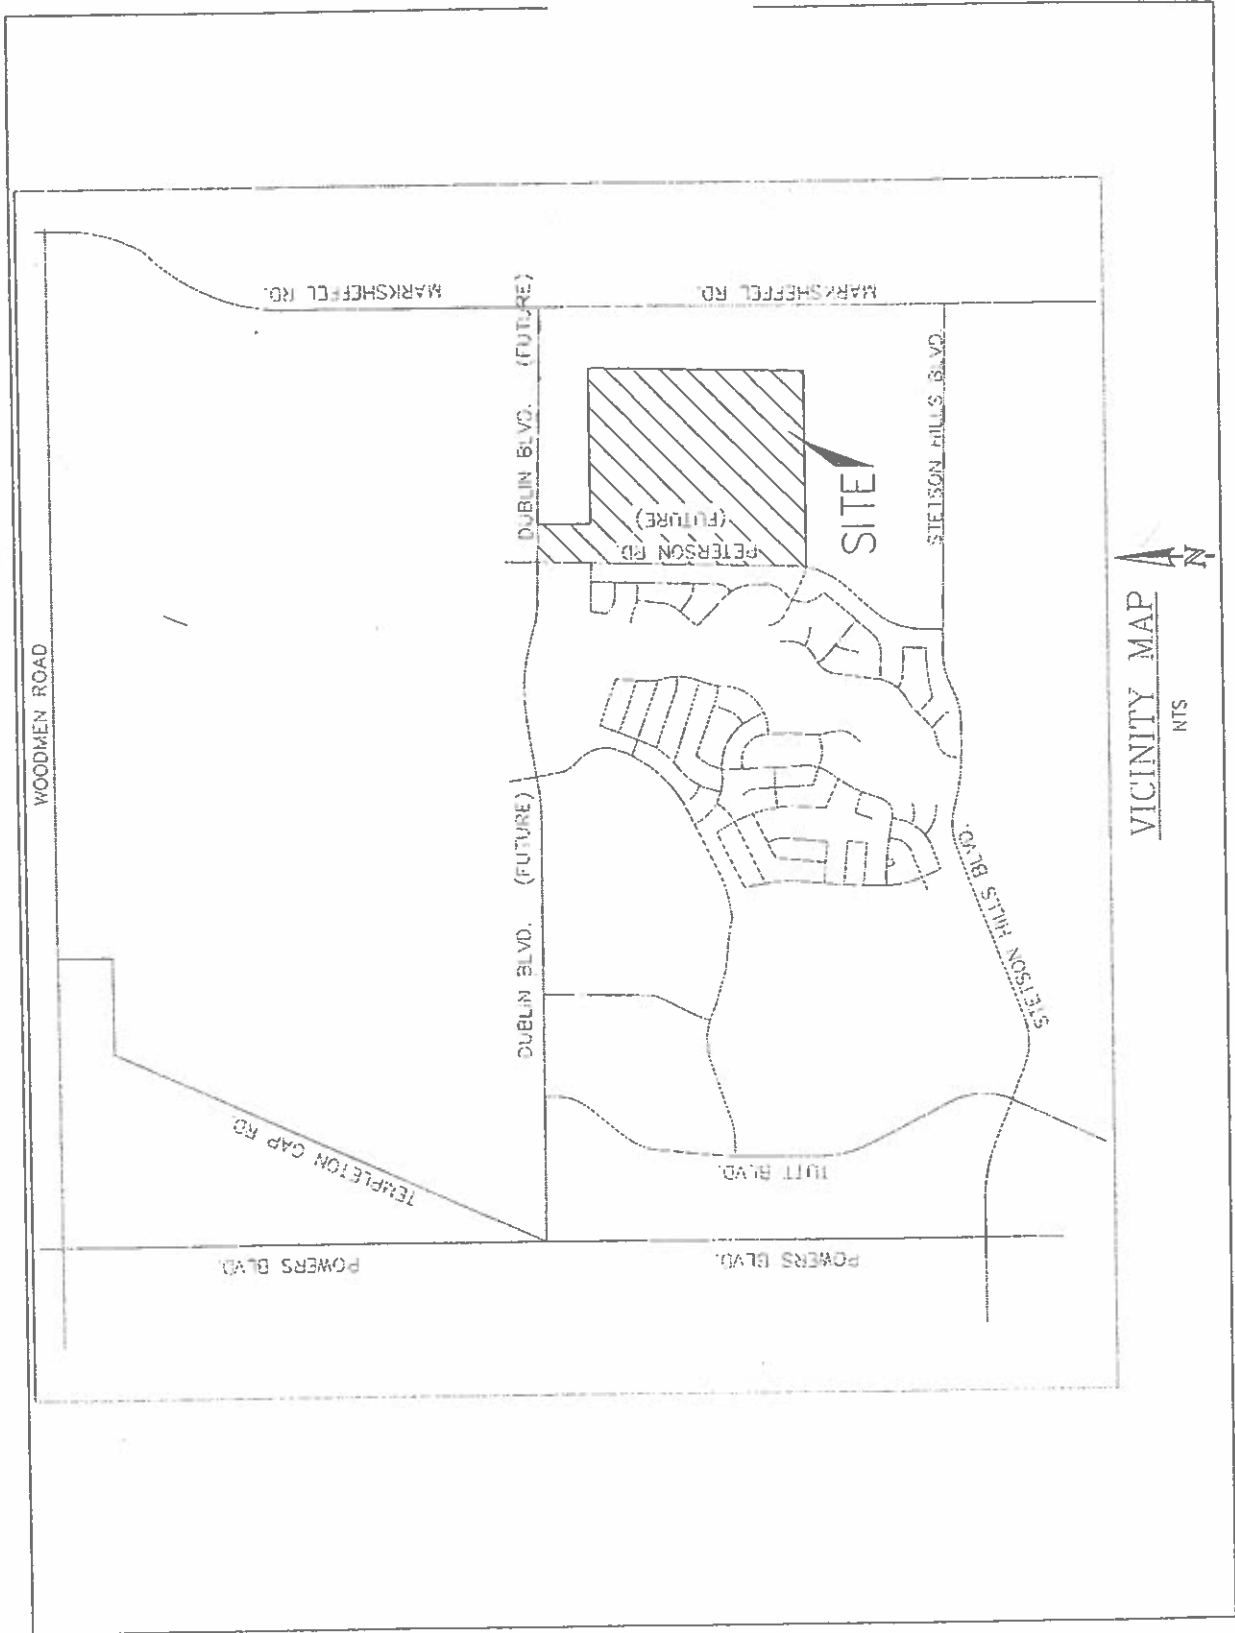 WOODMEN ROAD
MARKSHEFFEL RD.
MARKSHEFFEL RD.
DUBLIN BLVD. (FUTURE)
PETERSON RD.
(FUTURE)
SITE
STETSON HILLS BLVD.
DUBLIN BLVD. (FUTURE)
STETSON HILLS BLVD.
TEMPLETON GAP RD.
TUTT BLVD.
POWERS BLVD.
POWERS BLVD.
VICINITY MAP
NTS
N